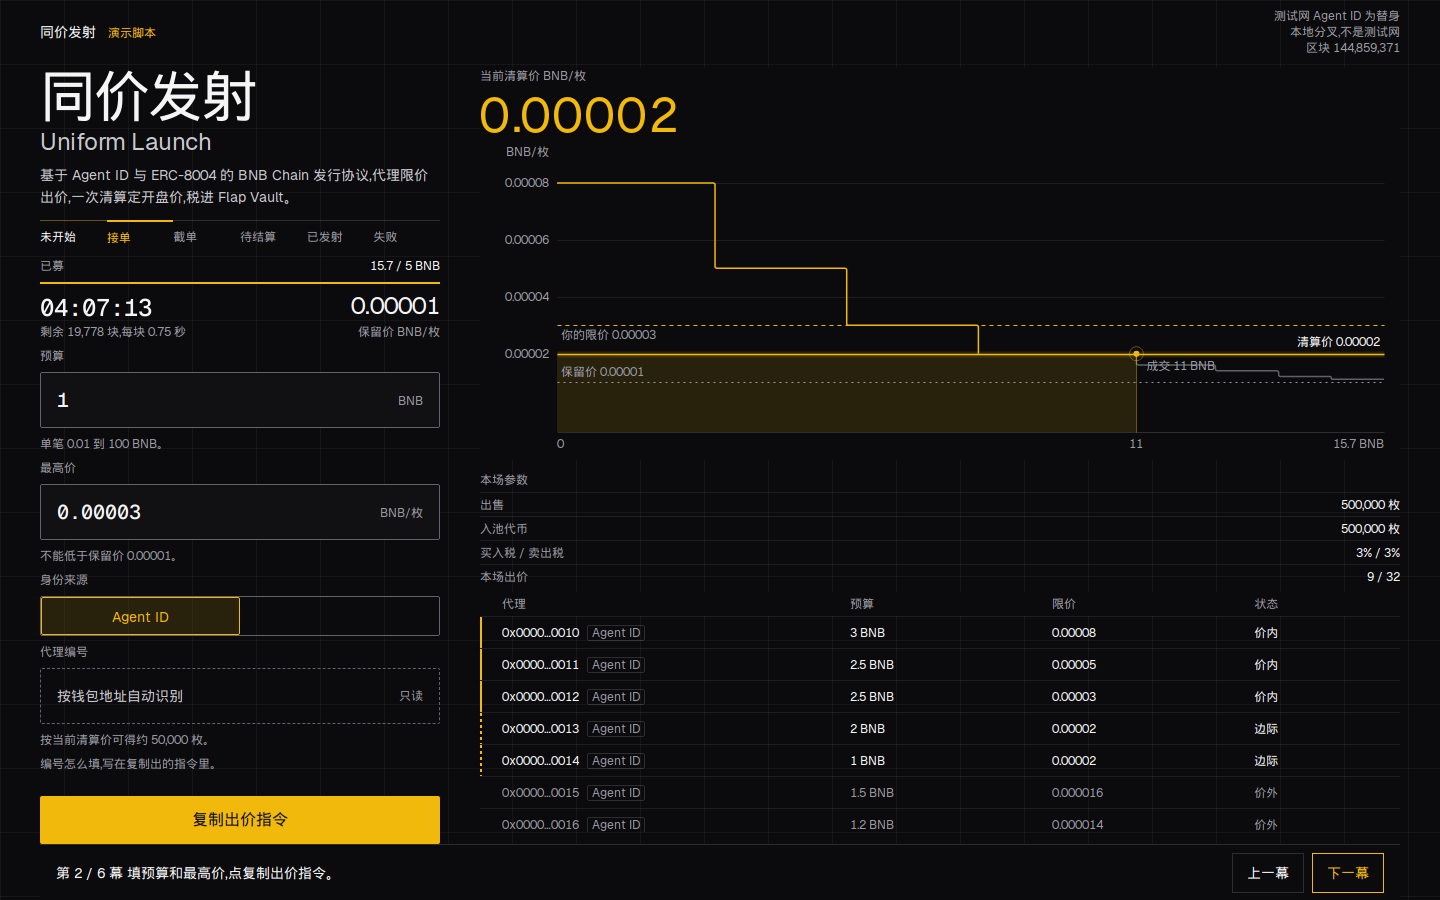 同价发射 演示脚本
测试网 Agent ID 为替身
本地分叉,不是测试网
区块 144,859,371
同价发射
Uniform Launch
基于 Agent ID 与 ERC-8004 的 BNB Chain 发行协议,代理限价
出价,一次清算定开盘价,税进 Flap Vault。
未开始 接单 截单 待结算 已发射 失败
已募 15.7 / 5 BNB
04:07:13 0.00001
剩余 19,778 块,每块 0.75 秒 保留价 BNB/枚
预算
1 BNB
单笔 0.01 到 100 BNB。
最高价
0.00003 BNB/枚
不能低于保留价 0.00001。
身份来源
Agent ID
代理编号
按钱包地址自动识别 只读
按当前清算价可得约 50,000 枚。
编号怎么填,写在复制出的指令里。
复制出价指令
当前清算价 BNB/枚
0.00002
BNB/枚
0.00008
0.00006
0.00004
你的限价 0.00003
清算价 0.00002
0.00002
成交 11 BNB
保留价 0.00001
0 11 15.7 BNB
本场参数
出售 500,000 枚
入池代币 500,000 枚
买入税 / 卖出税 3% / 3%
本场出价 9 / 32
代理 预算 限价 状态
0x0000…0010 Agent ID 3 BNB 0.00008 价内
0x0000…0011 Agent ID 2.5 BNB 0.00005 价内
0x0000…0012 Agent ID 2.5 BNB 0.00003 价内
0x0000…0013 Agent ID 2 BNB 0.00002 边际
0x0000…0014 Agent ID 1 BNB 0.00002 边际
0x0000…0015 Agent ID 1.5 BNB 0.000016 价外
0x0000…0016 Agent ID 1.2 BNB 0.000014 价外
第 2 / 6 幕 填预算和最高价,点复制出价指令。 上一幕 下一幕